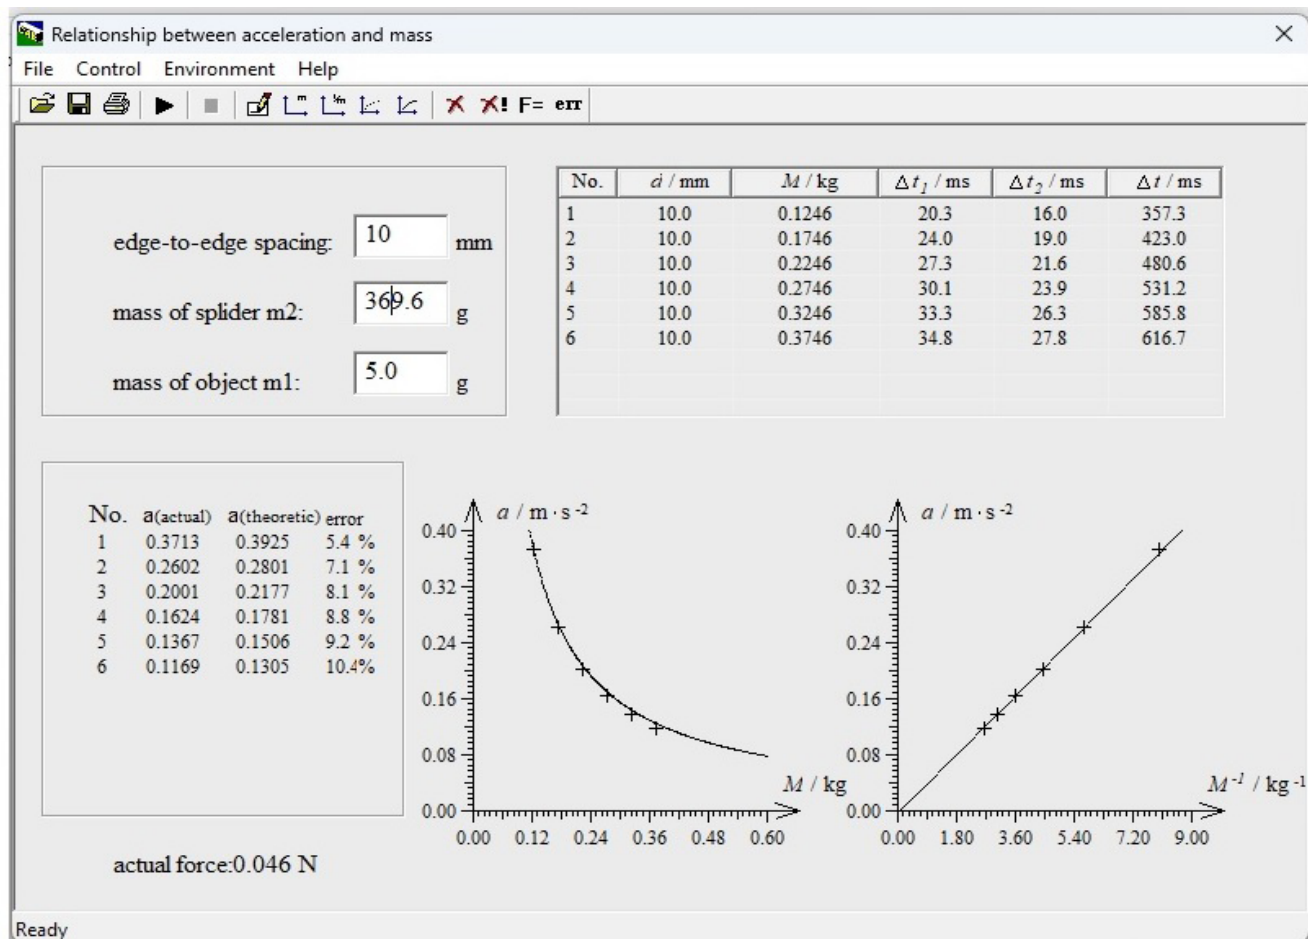 Relationship between acceleration and mass
File Control Environment Help
F= err
edge-to-edge spacing: 10 mm
mass of splider m2: 369.6 g
mass of object m1: 5.0 g
No. d / mm M / kg Δt1 / ms Δt2 / ms Δt / ms
1 10.0 0.1246 20.3 16.0 357.3
2 10.0 0.1746 24.0 19.0 423.0
3 10.0 0.2246 27.3 21.6 480.6
4 10.0 0.2746 30.1 23.9 531.2
5 10.0 0.3246 33.3 26.3 585.8
6 10.0 0.3746 34.8 27.8 616.7
No. a(actual) a(theoretic) error
1 0.3713 0.3925 5.4 %
2 0.2602 0.2801 7.1 %
3 0.2001 0.2177 8.1 %
4 0.1624 0.1781 8.8 %
5 0.1367 0.1506 9.2 %
6 0.1169 0.1305 10.4%
actual force:0.046 N
a / m · s -2
0.40
0.32
0.24
0.16
0.08
0.00
M / kg
0.00 0.12 0.24 0.36 0.48 0.60
a / m · s -2
0.40
0.32
0.24
0.16
0.08
0.00
M-1 / kg -1
0.00 1.80 3.60 5.40 7.20 9.00
Ready